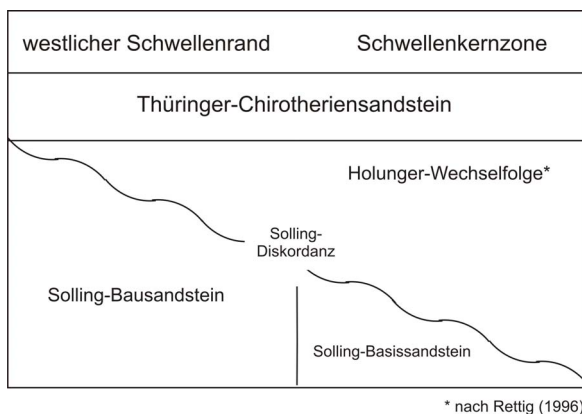 westlicher Schwellenrand
Schwellenkernzone
Thüringer-Chirotheriensandstein
Holunger-Wechselfolge*
Solling-
Diskordanz
Solling-Bausandstein
Solling-Basissandstein
* nach Rettig (1996)